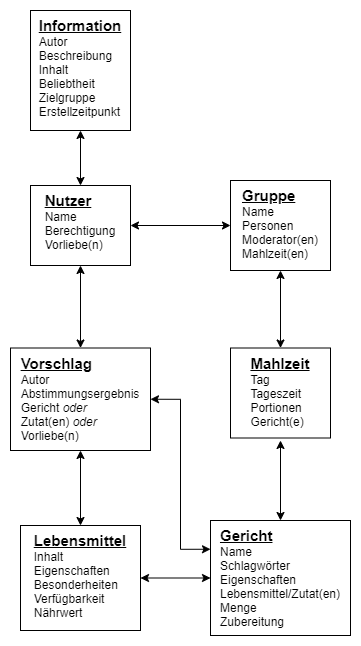 Information
Autor
Beschreibung
Inhalt
Beliebtheit
Zielgruppe
Erstellzeitpunkt
Nutzer
Name
Berechtigung
Vorliebe(n)
Gruppe
Name
Personen
Moderator(en)
Mahlzeit(en)
Vorschlag
Autor
Abstimmungsergebnis
Gericht oder
Zutat(en) oder
Vorliebe(n)
Mahlzeit
Tag
Tageszeit
Portionen
Gericht(e)
Lebensmittel
Inhalt
Eigenschaften
Besonderheiten
Verfügbarkeit
Nährwert
Gericht
Name
Schlagwörter
Eigenschaften
Lebensmittel/Zutat(en)
Menge
Zubereitung